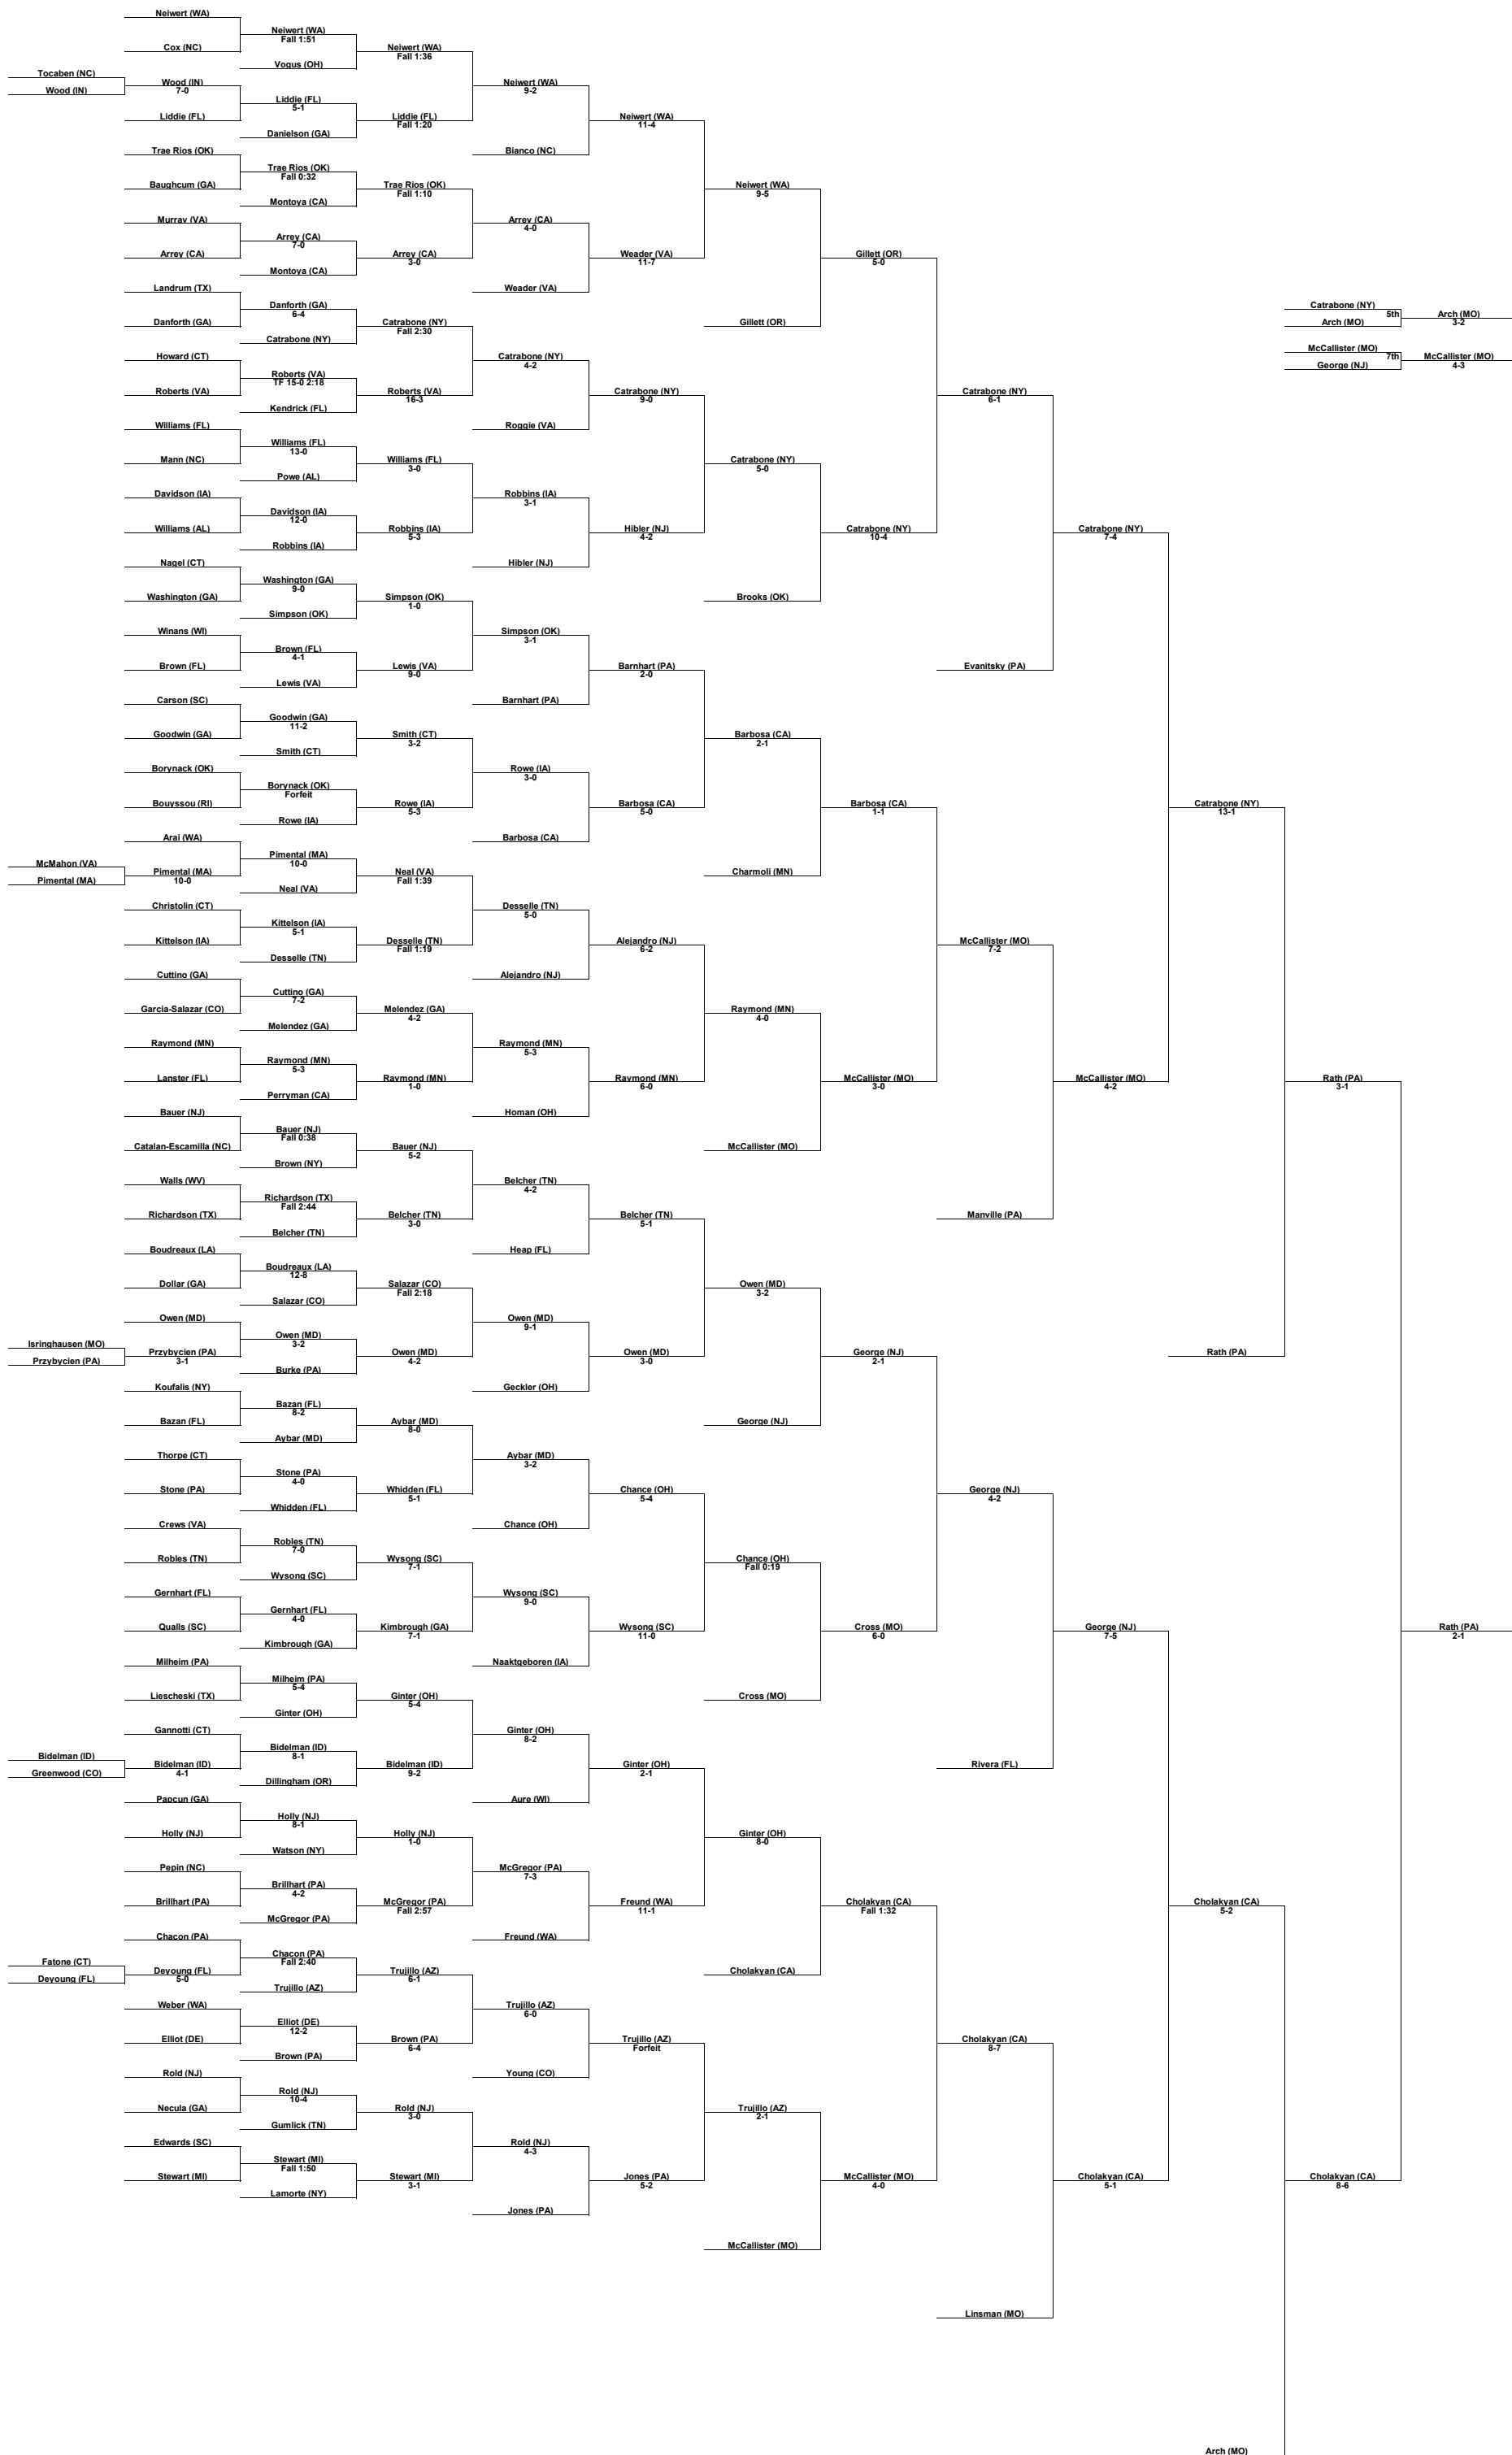 Tocaben (NC)
Wood (IN)
McMahon (VA)
Pimental (MA)
Isringhausen (MO)
Przybycien (PA)
Bidelman (ID)
Greenwood (CO)
Fatone (CT)
Deyoung (FL)
Neiwert (WA)
Cox (NC)
Wood (IN)
7-0
Liddie (FL)
Trae Rios (OK)
Baughcum (GA)
Murray (VA)
Arrey (CA)
Landrum (TX)
Danforth (GA)
Howard (CT)
Roberts (VA)
Williams (FL)
Mann (NC)
Davidson (IA)
Williams (AL)
Nagel (CT)
Washington (GA)
Winans (WI)
Brown (FL)
Carson (SC)
Goodwin (GA)
Borynack (OK)
Bouyssou (RI)
Arai (WA)
Pimental (MA)
10-0
Christolin (CT)
Kittelson (IA)
Cuttino (GA)
Garcia-Salazar (CO)
Raymond (MN)
Lanster (FL)
Bauer (NJ)
Catalan-Escamilla (NC)
Walls (WV)
Richardson (TX)
Boudreaux (LA)
Dollar (GA)
Owen (MD)
Przybycien (PA)
3-1
Koufalis (NY)
Bazan (FL)
Thorpe (CT)
Stone (PA)
Crews (VA)
Robles (TN)
Gernhart (FL)
Qualls (SC)
Milheim (PA)
Liescheski (TX)
Gannotti (CT)
Bidelman (ID)
4-1
Papcun (GA)
Holly (NJ)
Pepin (NC)
Brillhart (PA)
Chacon (PA)
Deyoung (FL)
5-0
Weber (WA)
Elliot (DE)
Rold (NJ)
Necula (GA)
Edwards (SC)
Stewart (MI)
Neiwert (WA)
Fall 1:51
Vogus (OH)
Liddie (FL)
5-1
Danielson (GA)
Trae Rios (OK)
Fall 0:32
Montoya (CA)
Arrey (CA)
7-0
Montoya (CA)
Danforth (GA)
6-4
Catrabone (NY)
Roberts (VA)
TF 15-0 2:18
Kendrick (FL)
Williams (FL)
13-0
Powe (AL)
Davidson (IA)
12-0
Robbins (IA)
Washington (GA)
9-0
Simpson (OK)
Brown (FL)
4-1
Lewis (VA)
Goodwin (GA)
11-2
Smith (CT)
Borynack (OK)
Forfeit
Rowe (IA)
Pimental (MA)
10-0
Neal (VA)
Kittelson (IA)
5-1
Desselle (TN)
Cuttino (GA)
7-2
Melendez (GA)
Raymond (MN)
5-3
Perryman (CA)
Bauer (NJ)
Fall 0:38
Brown (NY)
Richardson (TX)
Fall 2:44
Belcher (TN)
Boudreaux (LA)
12-8
Salazar (CO)
Owen (MD)
3-2
Burke (PA)
Bazan (FL)
8-2
Aybar (MD)
Stone (PA)
4-0
Whidden (FL)
Robles (TN)
7-0
Wysong (SC)
Gernhart (FL)
4-0
Kimbrough (GA)
Milheim (PA)
5-4
Ginter (OH)
Bidelman (ID)
8-1
Dillingham (OR)
Holly (NJ)
8-1
Watson (NY)
Brillhart (PA)
4-2
McGregor (PA)
Chacon (PA)
Fall 2:40
Trujillo (AZ)
Elliot (DE)
12-2
Brown (PA)
Rold (NJ)
10-4
Gumlick (TN)
Stewart (MI)
Fall 1:50
Lamorte (NY)
Neiwert (WA)
Fall 1:36
Liddie (FL)
Fall 1:20
Trae Rios (OK)
Fall 1:10
Arrey (CA)
3-0
Catrabone (NY)
Fall 2:30
Roberts (VA)
16-3
Williams (FL)
3-0
Robbins (IA)
5-3
Simpson (OK)
1-0
Lewis (VA)
9-0
Smith (CT)
3-2
Rowe (IA)
5-3
Neal (VA)
Fall 1:39
Desselle (TN)
Fall 1:19
Melendez (GA)
4-2
Raymond (MN)
1-0
Bauer (NJ)
5-2
Belcher (TN)
3-0
Salazar (CO)
Fall 2:18
Owen (MD)
4-2
Aybar (MD)
8-0
Whidden (FL)
5-1
Wysong (SC)
7-1
Kimbrough (GA)
7-1
Ginter (OH)
5-4
Bidelman (ID)
9-2
Holly (NJ)
1-0
McGregor (PA)
Fall 2:57
Trujillo (AZ)
6-1
Brown (PA)
6-4
Rold (NJ)
3-0
Stewart (MI)
3-1
Neiwert (WA)
9-2
Bianco (NC)
Arrey (CA)
4-0
Weader (VA)
Catrabone (NY)
4-2
Roggie (VA)
Robbins (IA)
3-1
Hibler (NJ)
Simpson (OK)
3-1
Barnhart (PA)
Rowe (IA)
3-0
Barbosa (CA)
Desselle (TN)
5-0
Alejandro (NJ)
Raymond (MN)
5-3
Homan (OH)
Belcher (TN)
4-2
Heap (FL)
Owen (MD)
9-1
Geckler (OH)
Aybar (MD)
3-2
Chance (OH)
Wysong (SC)
9-0
Naaktgeboren (IA)
Ginter (OH)
8-2
Aure (WI)
McGregor (PA)
7-3
Freund (WA)
Trujillo (AZ)
6-0
Young (CO)
Rold (NJ)
4-3
Jones (PA)
Neiwert (WA)
11-4
Weader (VA)
11-7
Catrabone (NY)
9-0
Hibler (NJ)
4-2
Barnhart (PA)
2-0
Barbosa (CA)
5-0
Alejandro (NJ)
6-2
Raymond (MN)
6-0
Belcher (TN)
5-1
Owen (MD)
3-0
Chance (OH)
5-4
Wysong (SC)
11-0
Ginter (OH)
2-1
Freund (WA)
11-1
Trujillo (AZ)
Forfeit
Jones (PA)
5-2
Neiwert (WA)
9-5
Gillett (OR)
Catrabone (NY)
5-0
Brooks (OK)
Barbosa (CA)
2-1
Charmoli (MN)
Raymond (MN)
4-0
McCallister (MO)
Owen (MD)
3-2
George (NJ)
Chance (OH)
Fall 0:19
Cross (MO)
Ginter (OH)
8-0
Cholakyan (CA)
Trujillo (AZ)
2-1
McCallister (MO)
Gillett (OR)
5-0
Catrabone (NY)
10-4
Barbosa (CA)
1-1
McCallister (MO)
3-0
George (NJ)
2-1
Cross (MO)
6-0
Cholakyan (CA)
Fall 1:32
McCallister (MO)
4-0
Catrabone (NY)
6-1
Evanitsky (PA)
McCallister (MO)
7-2
Manville (PA)
George (NJ)
4-2
Rivera (FL)
Cholakyan (CA)
8-7
Linsman (MO)
Catrabone (NY)
7-4
McCallister (MO)
4-2
George (NJ)
7-5
Cholakyan (CA)
5-1
Catrabone (NY)
13-1
Rath (PA)
Cholakyan (CA)
5-2
Arch (MO)
Catrabone (NY)
5th
Arch (MO)
McCallister (MO)
7th
George (NJ)
Rath (PA)
3-1
Cholakyan (CA)
8-6
Arch (MO)
3-2
McCallister (MO)
4-3
Rath (PA)
2-1